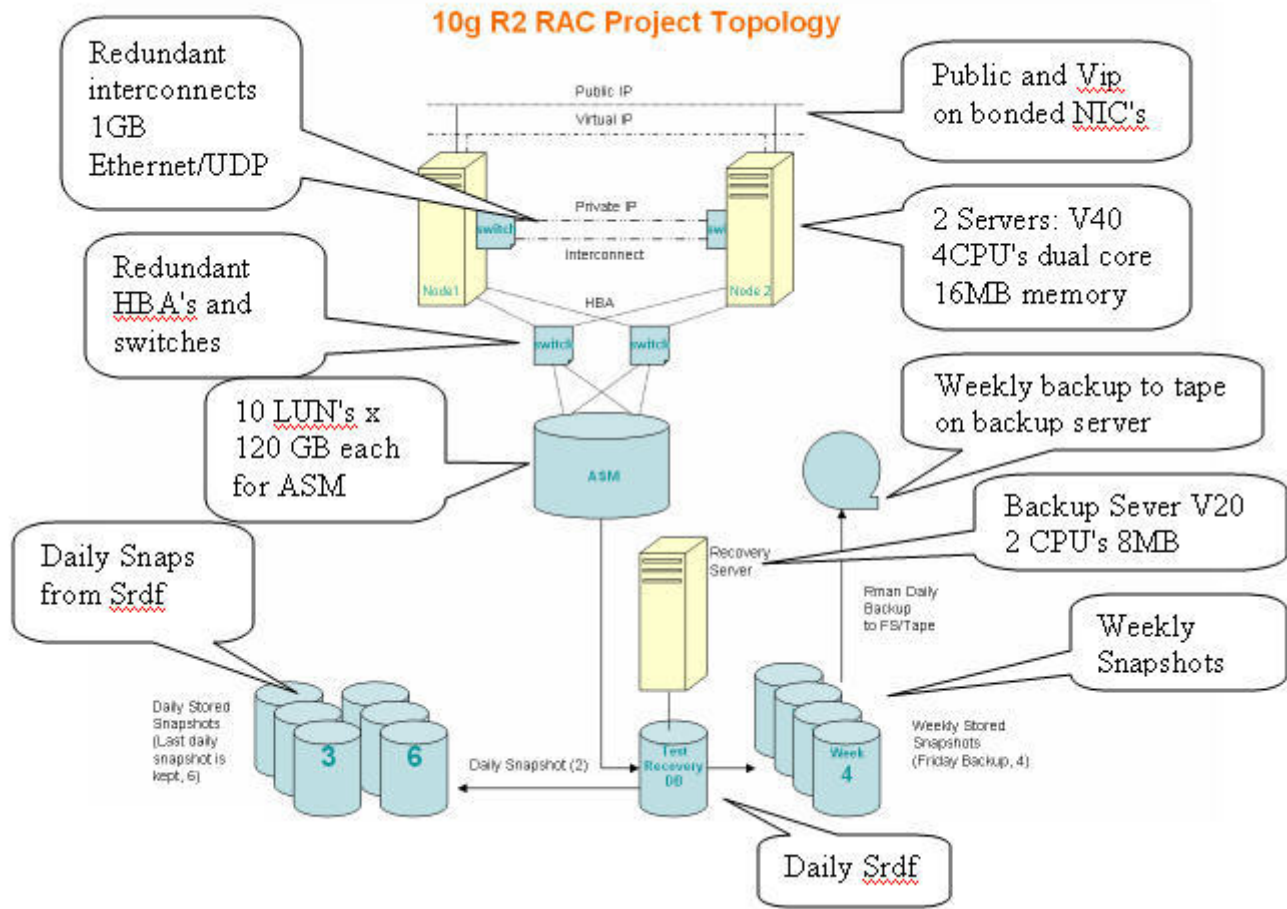 10g R2 RAC Project Topology
Redundant
interconnects
1GB
Ethernet/UDP
Public IP
Virtual IP
Public and Vip
on bonded NIC's
Private IP
switch
swi
Interconnect
2 Servers: V40
4CPU's dual core
16MB memory
Redundant
HBA's and
switches
Node1
HBA
Node 2
switch
switch
10 LUN's x
120 GB each
for ASM
ASM
Weekly backup to tape
on backup server
Backup Sever V20
2 CPU's 8MB
Daily Snaps
from Srdf
Recovery
Server
Rman Daily
Backup
to FS/Tape
Weekly
Snapshots
Daily Stored
Snapshots
(Last daily
snapshot is
kept, 6)
3
6
Daily Snapshot (2)
Test
Recovery
DB
Week
4
Weekly Stored
Snapshots
(Friday Backup, 4)
Daily Srdf